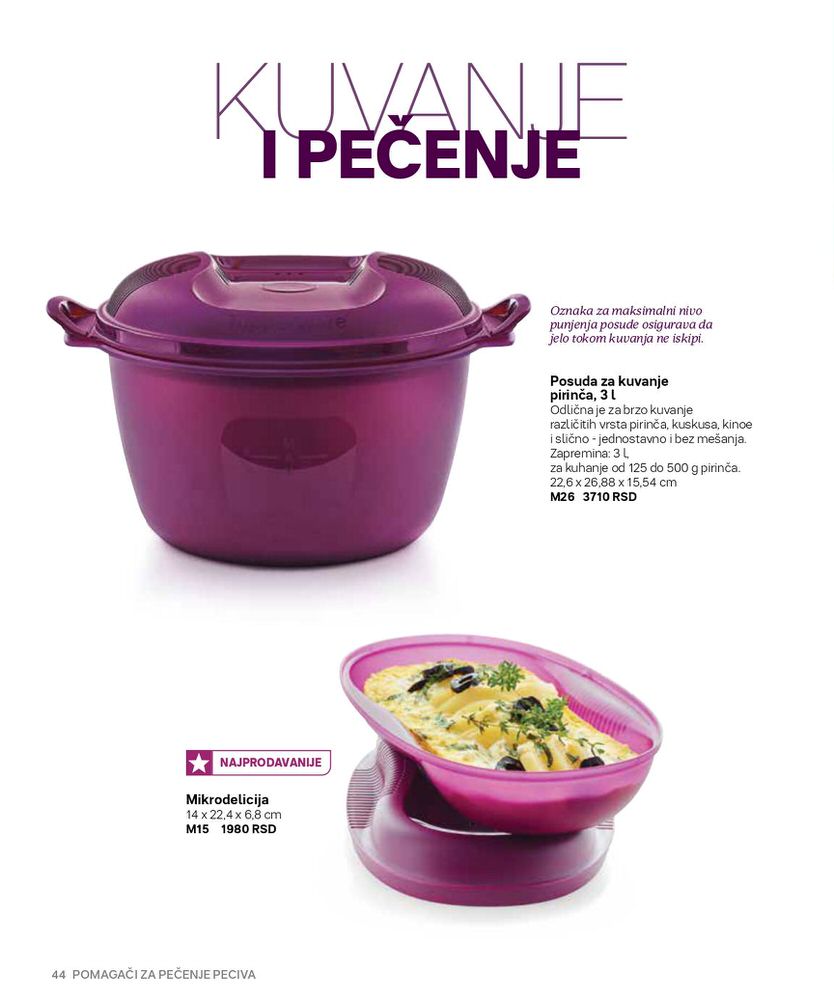 KUVANJE
I PEČENJE
Oznaka za maksimalni nivo
punjenja posude osigurava da
jelo tokom kuvanja ne iskipi.
Posuda za kuvanje
pirinča, 3 l
Odlična je za brzo kuvanje
različitih vrsta pirinča, kuskusa, kinoe
i slično - jednostavno i bez mešanja.
Zapremina: 3 l,
za kuhanje od 125 do 500 g pirinča.
22,6 x 26,88 x 15,54 cm
M26 3710 RSD
NAJPRODAVANIJE
Mikrodelicija
14 x 22,4 x 6,8 cm
M15 1980 RSD
44 POMAGAČI ZA PEČENJE PECIVA